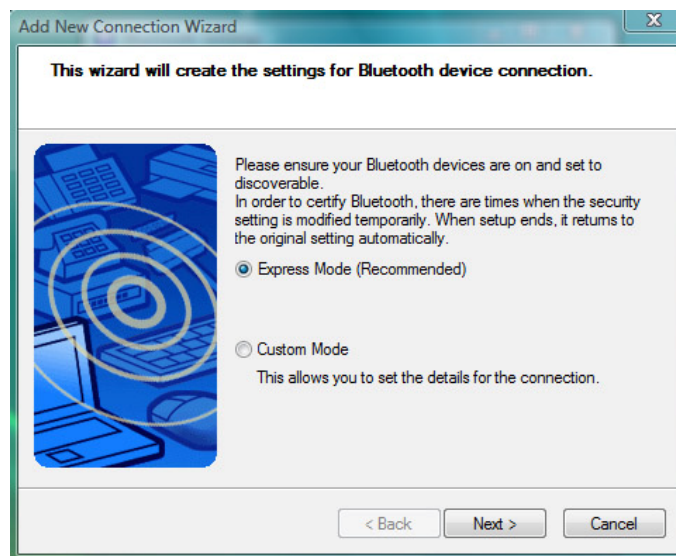 Add New Connection Wizard
This wizard will create the settings for Bluetooth device connection.
Please ensure your Bluetooth devices are on and set to
discoverable.
In order to certify Bluetooth, there are times when the security
setting is modified temporarily. When setup ends, it returns to
the original setting automatically.
Express Mode (Recommended)
Custom Mode
This allows you to set the details for the connection.
< Back Next > Cancel